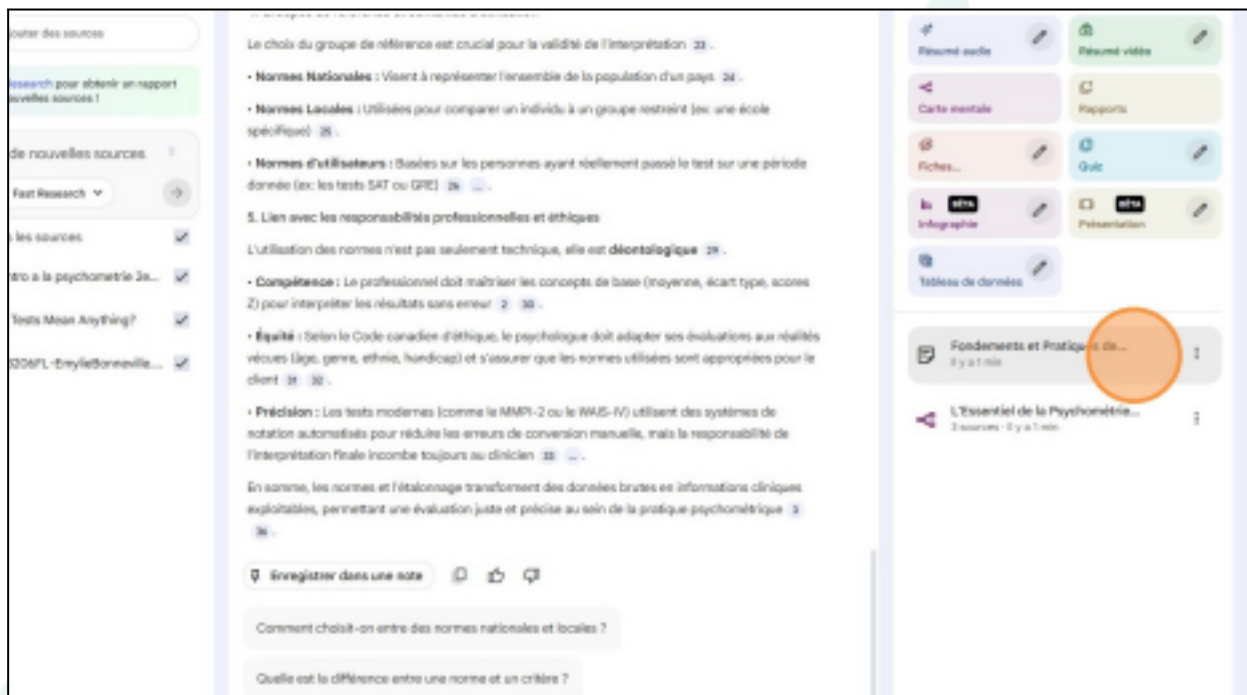 outer des sources
Research pour obtenir un rapport
nouvelles sources !
de nouvelles sources
Fast Research
les sources
ntro a la psychometrie 2e...
Tests Mean Anything?
0206FL-EmylieBonneville...
Le choix du groupe de référence est crucial pour la validité de l'interprétation 23 .
• Normes Nationales : Visent à représenter l'ensemble de la population d'un pays 24 .
• Normes Locales : Utilisées pour comparer un individu à un groupe restreint (ex: une école
spécifique) 25 .
• Normes d'utilisateurs : Basées sur les personnes ayant réellement passé le test sur une période
donnée (ex: les tests SAT ou GRE) 26 ... .
5. Lien avec les responsabilités professionnelles et éthiques
L'utilisation des normes n'est pas seulement technique, elle est déontologique 29 .
• Compétence : Le professionnel doit maîtriser les concepts de base (moyenne, écart type, scores
Z) pour interpréter les résultats sans erreur 2 30 .
• Équité : Selon le Code canadien d'éthique, le psychologue doit adapter ses évaluations aux réalités
vécues (âge, genre, ethnie, handicap) et s'assurer que les normes utilisées sont appropriées pour le
client 31 32 .
• Précision : Les tests modernes (comme le MMPI-2 ou le WAIS-IV) utilisent des systèmes de
notation automatisés pour réduire les erreurs de conversion manuelle, mais la responsabilité de
l'interprétation finale incombe toujours au clinicien 33 ... .
En somme, les normes et l'étalonnage transforment des données brutes en informations cliniques
exploitables, permettant une évaluation juste et précise au sein de la pratique psychométrique 3
36 .
Enregistrer dans une note
Comment choisit-on entre des normes nationales et locales ?
Quelle est la différence entre une norme et un critère ?
Résumé audio
Résumé vidéo
Carte mentale
Rapports
Fiches...
Quiz
BÊTA
Infographie
BÊTA
Présentation
Tableau de données
Fondements et Pratiques de...
Il y a 1 min
L'Essentiel de la Psychométrie...
3 sources · Il y a 1 min